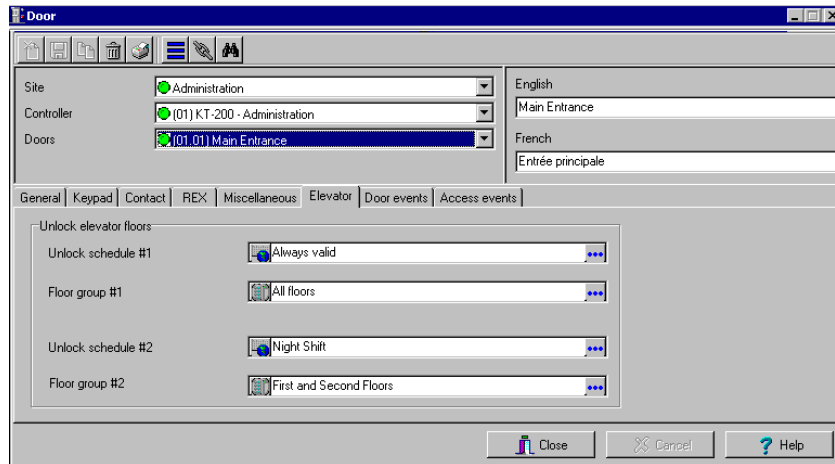 Door
Site
Administration
English
Main Entrance
Controller
(01) KT-200 - Administration
Doors
(01.01) Main Entrance
French
Entrée principale
General Keypad Contact REX Miscellaneous Elevator Door events Access events
Unlock elevator floors
Unlock schedule #1
Always valid
Floor group #1
All floors
Unlock schedule #2
Night Shift
Floor group #2
First and Second Floors
Close
Cancel
Help